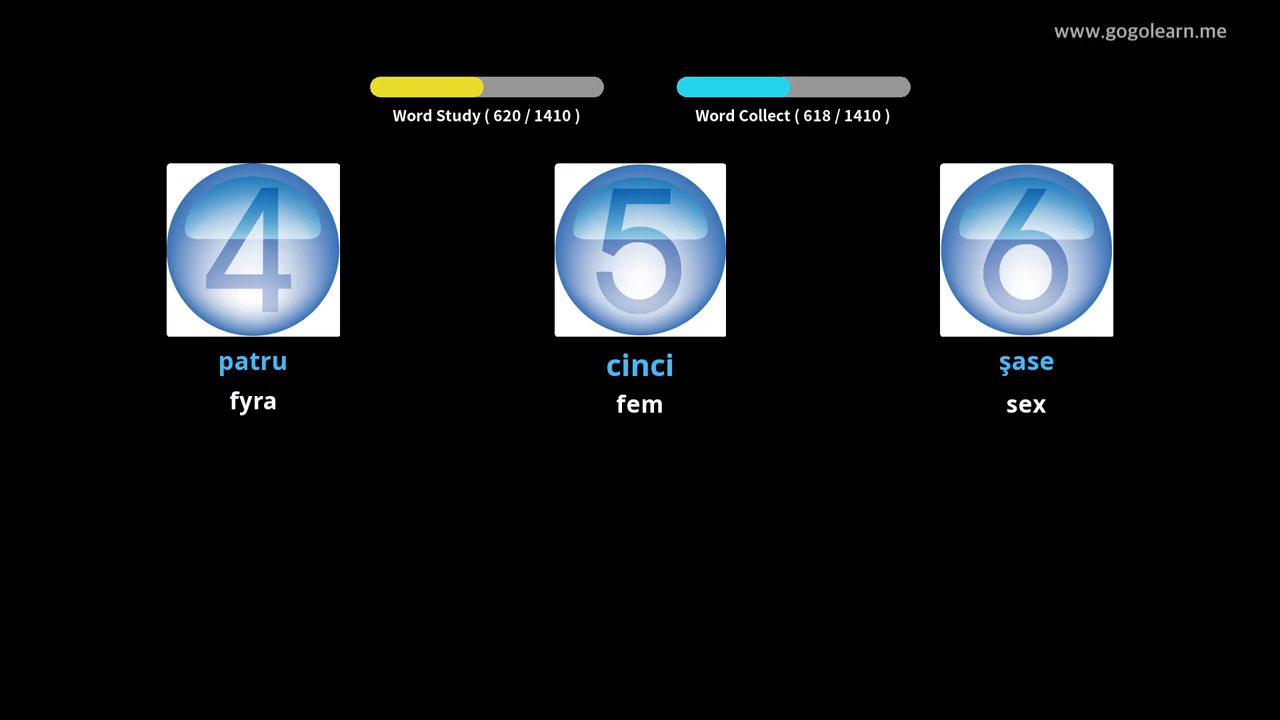 www.gogolearn.me
Word Study ( 620 / 1410 )
Word Collect ( 618 / 1410 )
4
5
6
patru
cinci
şase
fyra
fem
sex